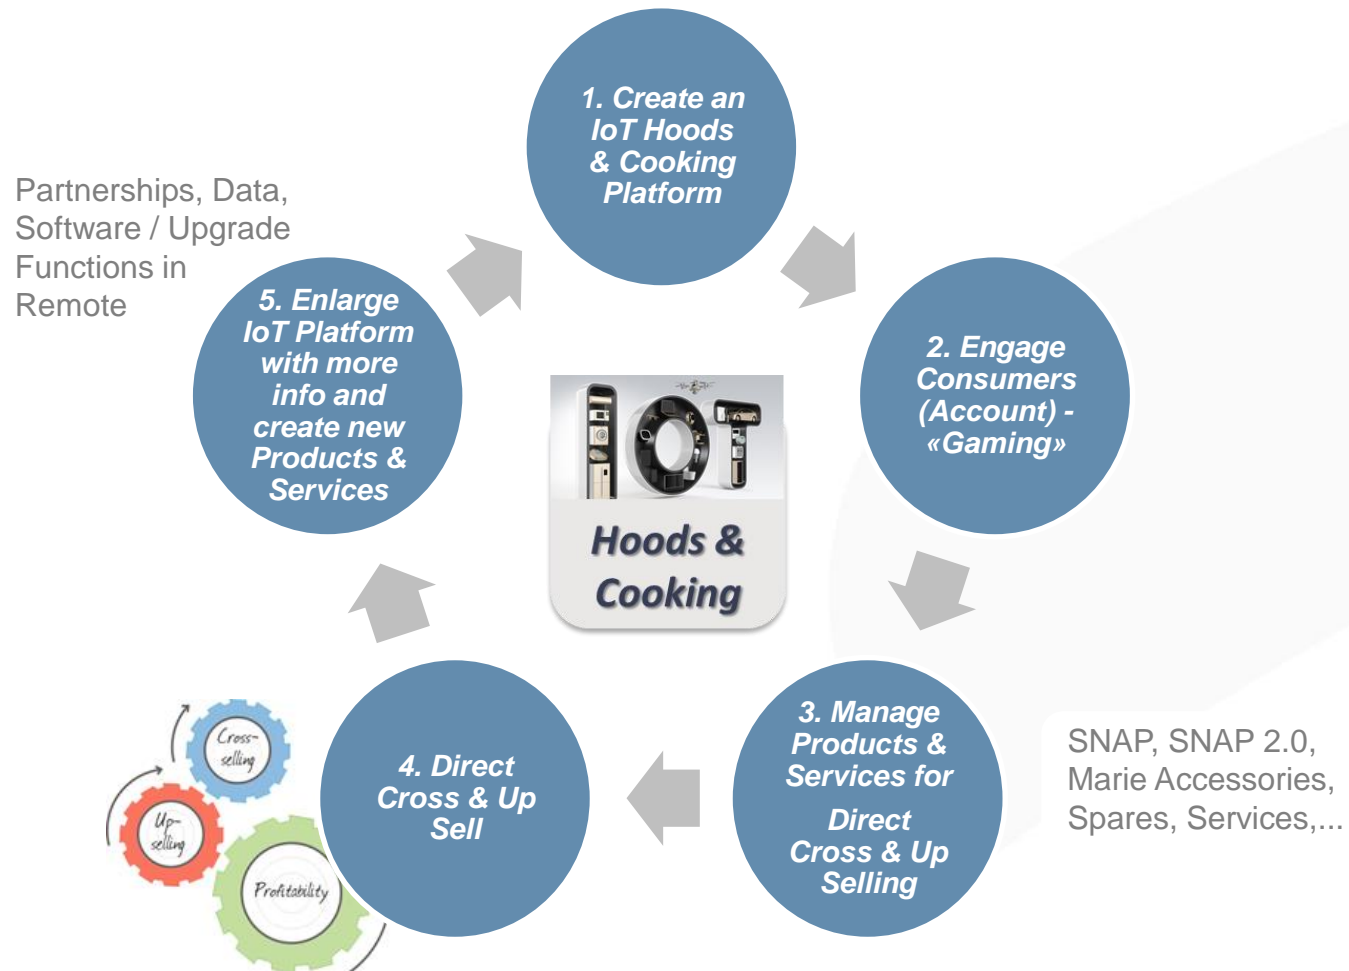 1. Create an
IoT Hoods
& Cooking
Platform
Partnerships, Data,
Software / Upgrade
Functions in
Remote
2. Engage
Consumers
(Account) -
«Gaming»
3. Manage
Products &
Services for
Direct
Cross & Up
Selling
SNAP, SNAP 2.0,
Marie Accessories,
Spares, Services,...
4. Direct
Cross & Up
Sell
Cross-
selling
Up-
selling
Profitability
5. Enlarge
IoT Platform
with more
info and
create new
Products &
Services
IOT
Hoods &
Cooking